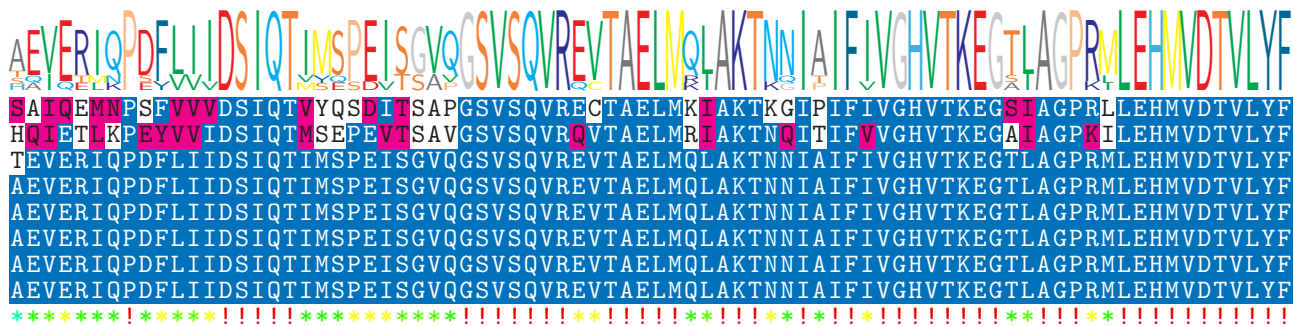 AEVERIQPDFLIIDSIQTIMSPEISGVQGSVSQVREVTAELMQLAKTNNIAIFIVGHVTKEGTLAGPRMLEHMVDTVLYF
SAIQEMNPSFVVVDSIQTVYQSDITSAPGSVSQVRECTAELMKIAKTKGIPIFIVGHVTKEGSIAGPRLLEHMVDTVLYF
HQIETLKPEYVVIDSIQTMSEPEVTSAVGSVSQVRQVTAELMRIAKTNQITIFVVGHVTKEGAIAGPKILEHMVDTVLYF
TEVERIQPDFLIIDSIQTIMSPEISGVQGSVSQVREVTAELMQLAKTNNIAIFIVGHVTKEGTLAGPRMLEHMVDTVLYF
AEVERIQPDFLIIDSIQTIMSPEISGVQGSVSQVREVTAELMQLAKTNNIAIFIVGHVTKEGTLAGPRMLEHMVDTVLYF
AEVERIQPDFLIIDSIQTIMSPEISGVQGSVSQVREVTAELMQLAKTNNIAIFIVGHVTKEGTLAGPRMLEHMVDTVLYF
AEVERIQPDFLIIDSIQTIMSPEISGVQGSVSQVREVTAELMQLAKTNNIAIFIVGHVTKEGTLAGPRMLEHMVDTVLYF
AEVERIQPDFLIIDSIQTIMSPEISGVQGSVSQVREVTAELMQLAKTNNIAIFIVGHVTKEGTLAGPRMLEHMVDTVLYF
AEVERIQPDFLIIDSIQTIMSPEISGVQGSVSQVREVTAELMQLAKTNNIAIFIVGHVTKEGTLAGPRMLEHMVDTVLYF
*******!*****!!!!!**********!!!!!!!**!!!!!**!!!**!*!!*!!!!!!!!**!!!**!!!!!!!!!!!